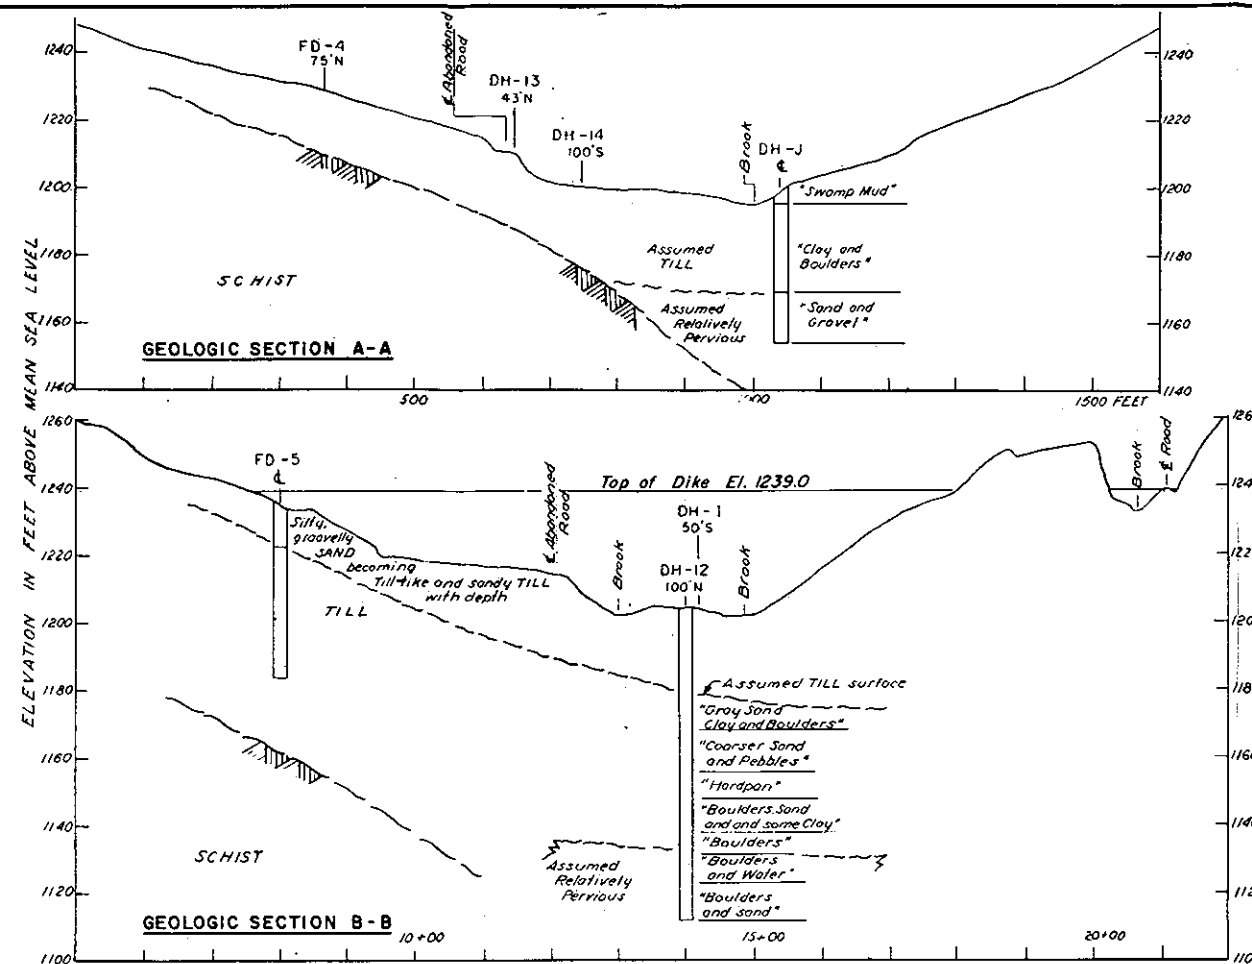 1240
1220
1200
1180
1160
1140
FD-4
75'N
℄ Abandoned
Road
DH-13
43'N
DH-14
100'S
Brook
DH-J
℄
1240
1220
1200
1180
1160
1140
"Swamp Mud"
"Clay and
Boulders"
"Sand and
Gravel"
Assumed
TILL
Assumed
Relatively
Pervious
SCHIST
GEOLOGIC SECTION A-A
500
1500 FEET
ELEVATION IN FEET ABOVE MEAN SEA LEVEL
1260
1240
1220
1200
1180
1160
1140
1120
1100
FD-5
℄
Silty,
gravelly
SAND
becoming
Till-like and sandy TILL
with depth
TILL
℄ Abandoned
Road
Top of Dike El. 1239.0
DH-1
50'S
Brook
DH-12
100'N
Brook
Brook
℄ Road
Assumed TILL surface
"Gray Sand
Clay and Boulders"
"Coarser Sand
and Pebbles"
"Hardpan"
"Boulders, Sand
and and some Clay"
"Boulders"
"Boulders
and Water"
"Boulders
and sand"
Assumed
Relatively
Pervious
SCHIST
GEOLOGIC SECTION B-B
10+00
15+00
20+00